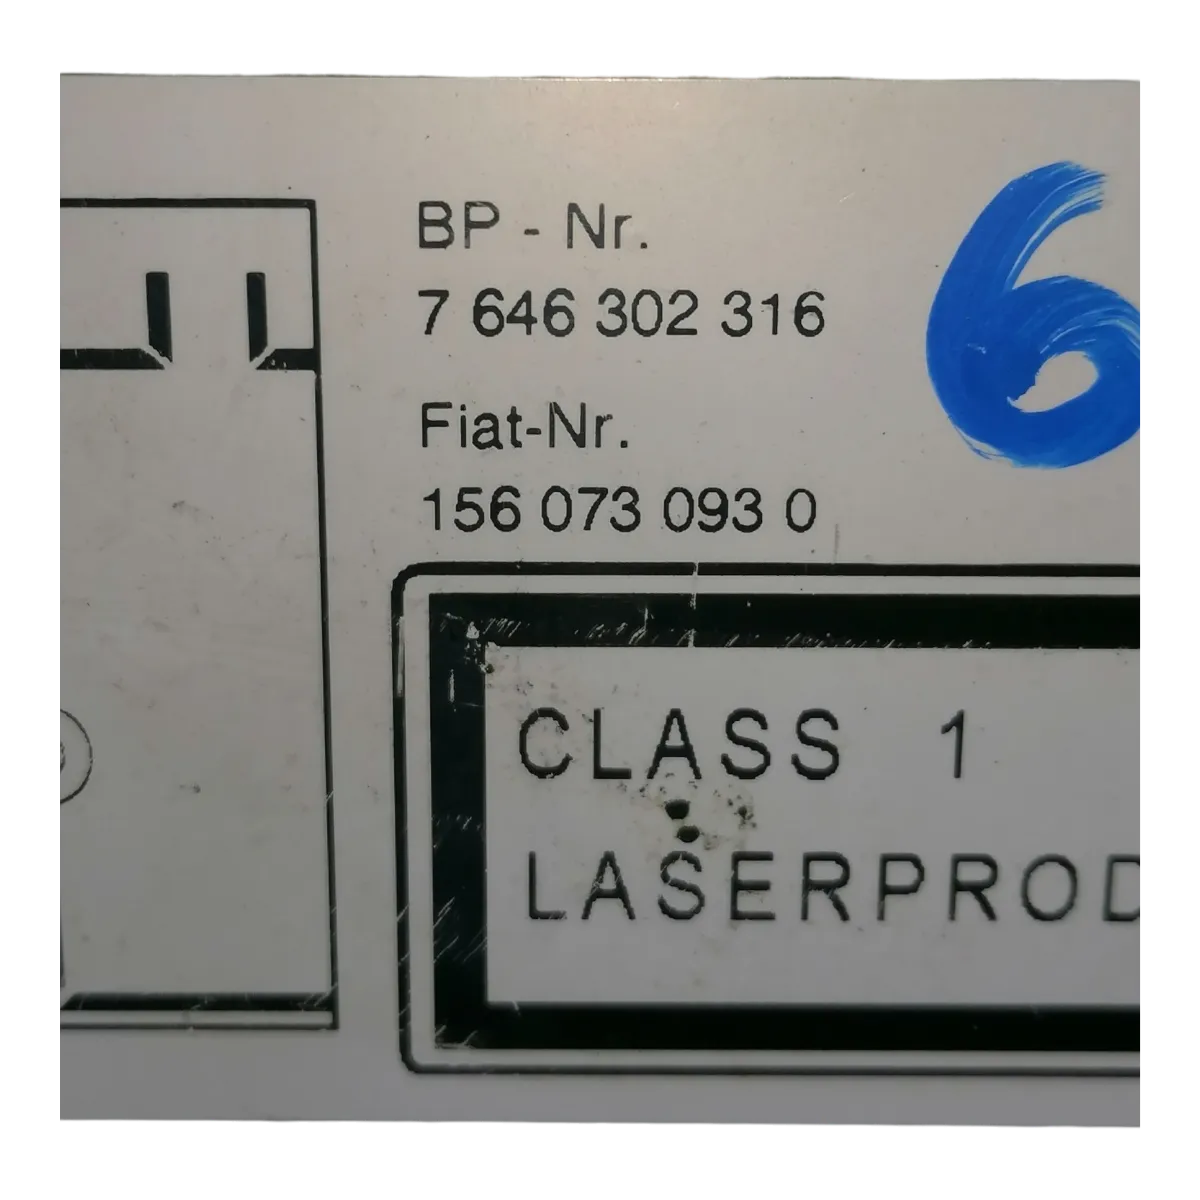 BP - Nr.
7 646 302 316
6
Fiat-Nr.
156 073 093 0
CLASS 1
LASERPROD